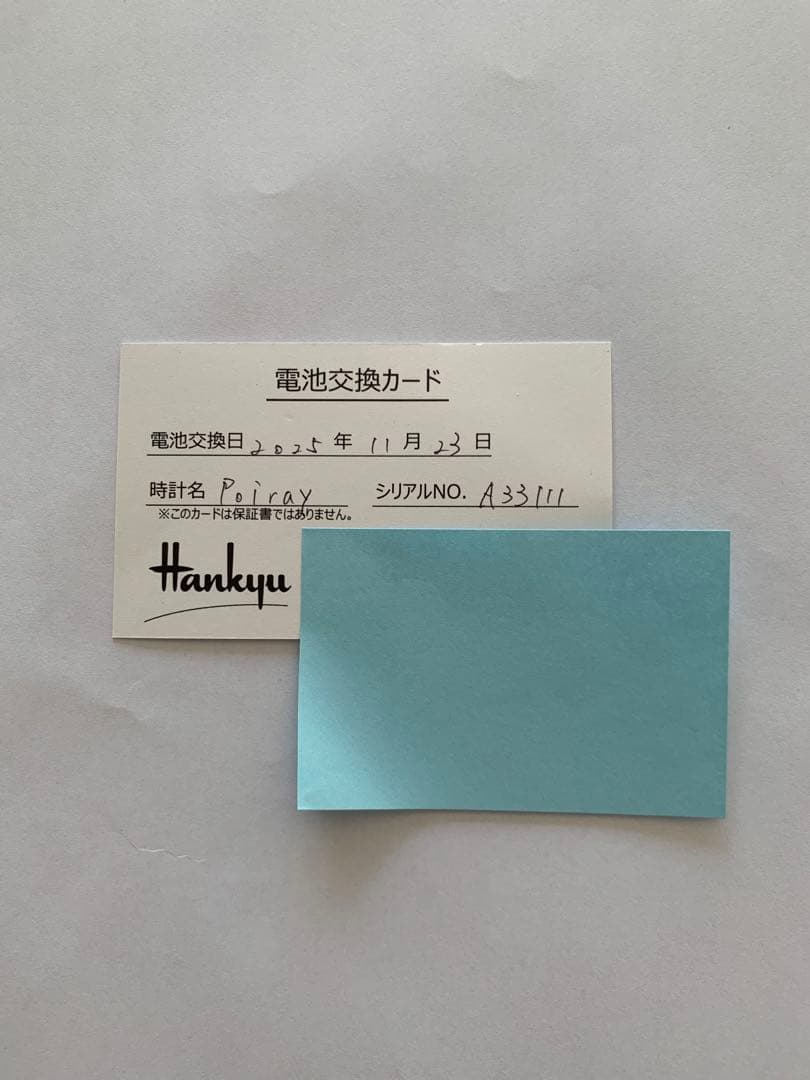 電池交換カード
電池交換日 2025 年 11 月 23 日
時計名 Poiray シリアルNO. A33111
※このカードは保証書ではありません。
Hankyu